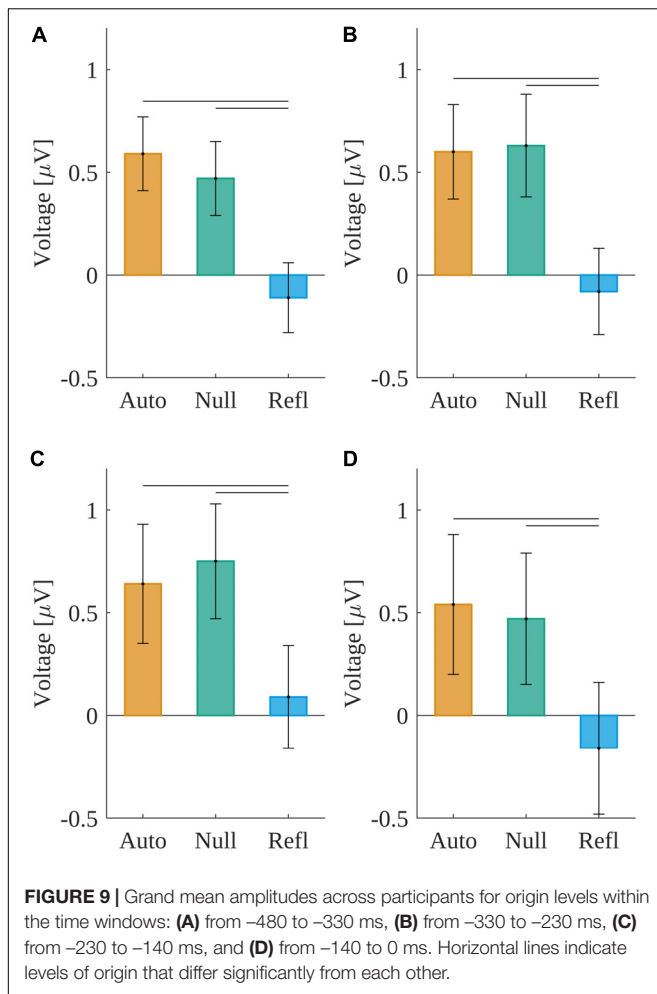 A
B
1
0.5
0
-0.5
Voltage [μV]
Auto Null Refl
1
0.5
0
-0.5
Voltage [μV]
Auto Null Refl
C
D
1
0.5
0
-0.5
Voltage [μV]
Auto Null Refl
1
0.5
0
-0.5
Voltage [μV]
Auto Null Refl
FIGURE 9 | Grand mean amplitudes across participants for origin levels within
the time windows: (A) from –480 to –330 ms, (B) from –330 to –230 ms, (C)
from –230 to –140 ms, and (D) from –140 to 0 ms. Horizontal lines indicate
levels of origin that differ significantly from each other.